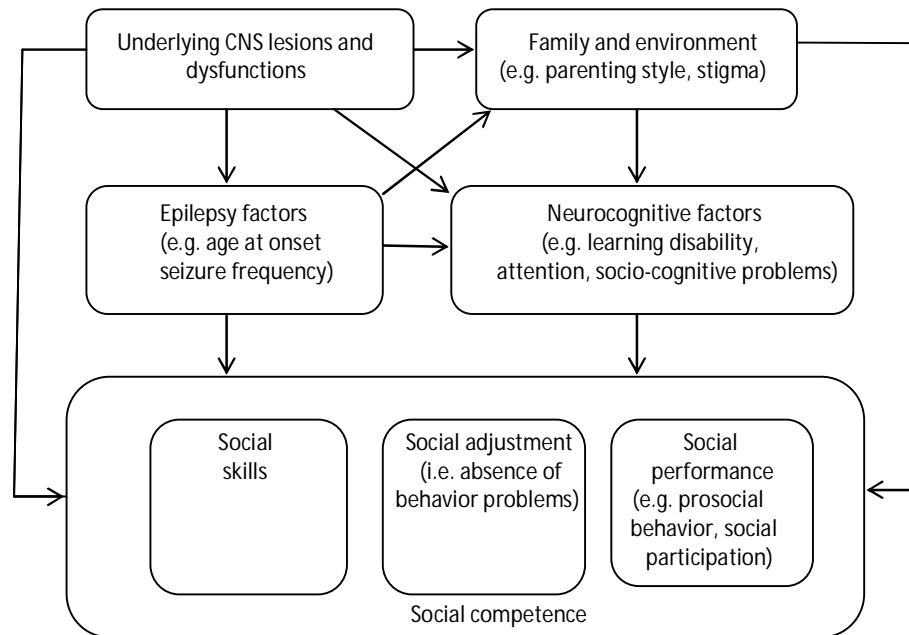 Underlying CNS lesions and
dysfunctions
Family and environment
(e.g. parenting style, stigma)
Epilepsy factors
(e.g. age at onset
seizure frequency)
Neurocognitive factors
(e.g. learning disability,
attention, socio-cognitive problems)
Social
skills
Social adjustment
(i.e. absence of
behavior problems)
Social
performance
(e.g. prosocial
behavior, social
participation)
Social competence